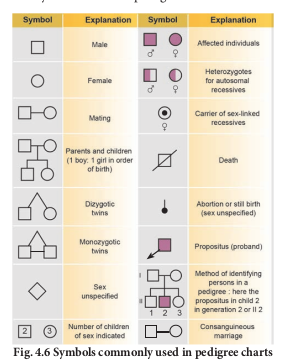 Symbol Explanation Symbol Explanation
Male
♂ ♀
Affected individuals
Female
♂ ♀
Heterozygotes
for autosomal
recessives
Mating
♀
Carrier of sex-linked
recessives
Parents and children
(1 boy: 1 girl in order
of birth)
Death
Dizygotic
twins
Abortion or still birth
(sex unspecified)
Monozygotic
twins
Propositus (proband)
Sex
unspecified
I
II
1 2 3
Method of identifying
persons in a
pedigree : here the
propositus in child 2
in generation 2 or II 2
2 3
Number of children
of sex indicated
Consanguineous
marriage
Fig. 4.6 Symbols commonly used in pedigree charts